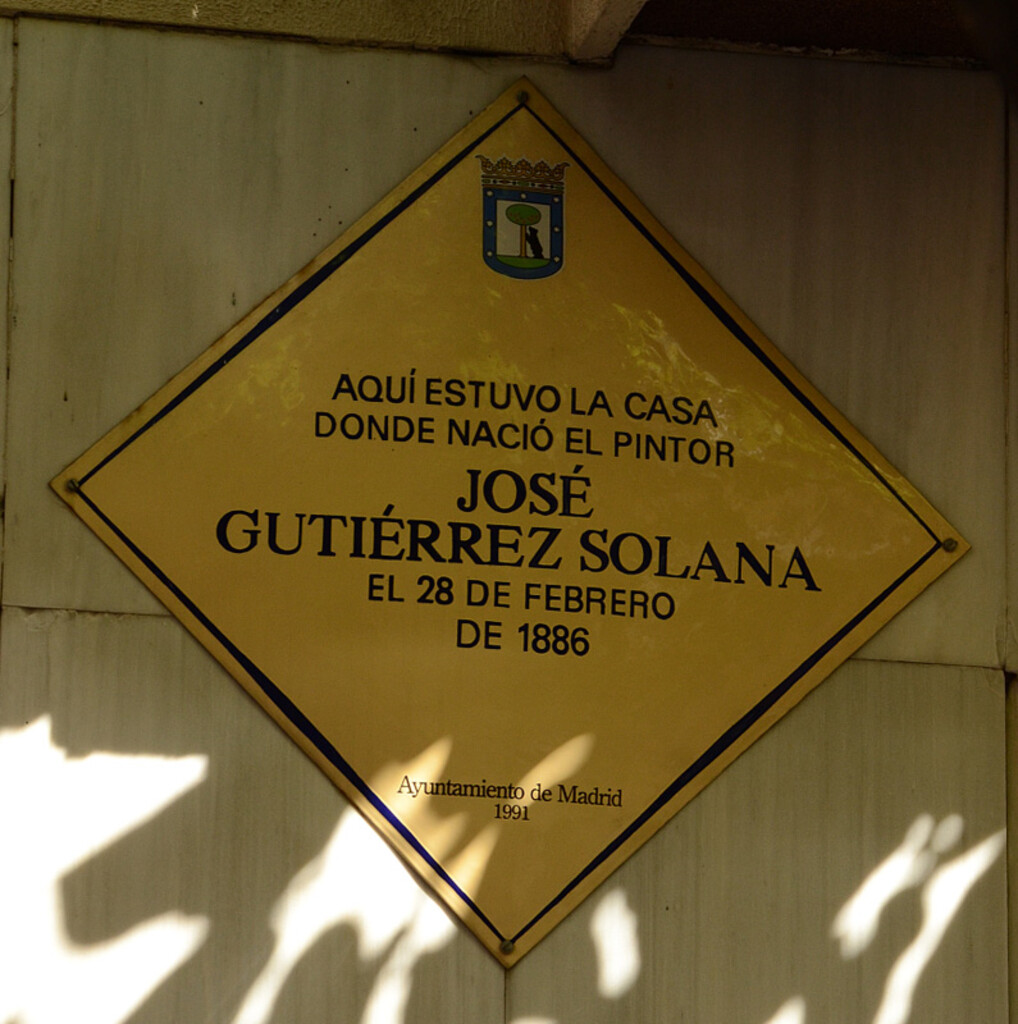 AQUÍ ESTUVO LA CASA
DONDE NACIÓ EL PINTOR
JOSÉ
GUTIÉRREZ SOLANA
EL 28 DE FEBRERO
DE 1886
Ayuntamiento de Madrid
1991